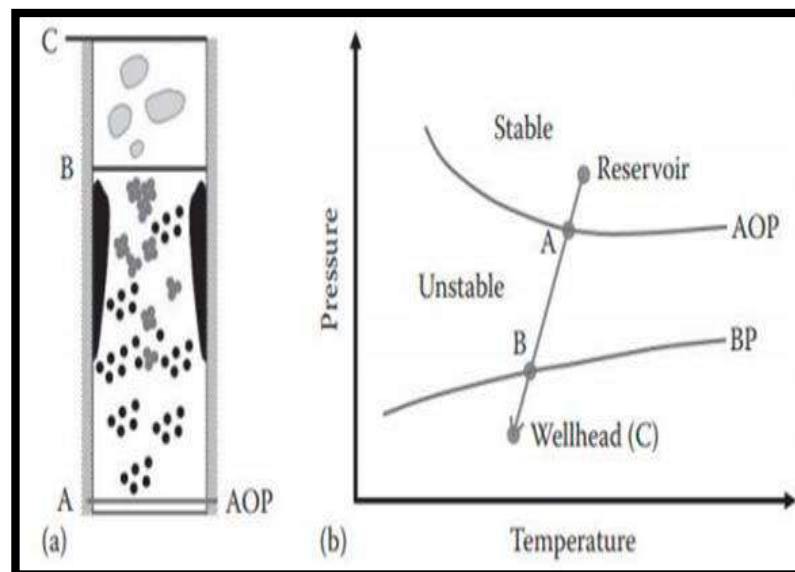 C
B
A
AOP
(a)
Pressure
Stable
Reservoir
A
AOP
Unstable
B
BP
Wellhead (C)
(b)
Temperature